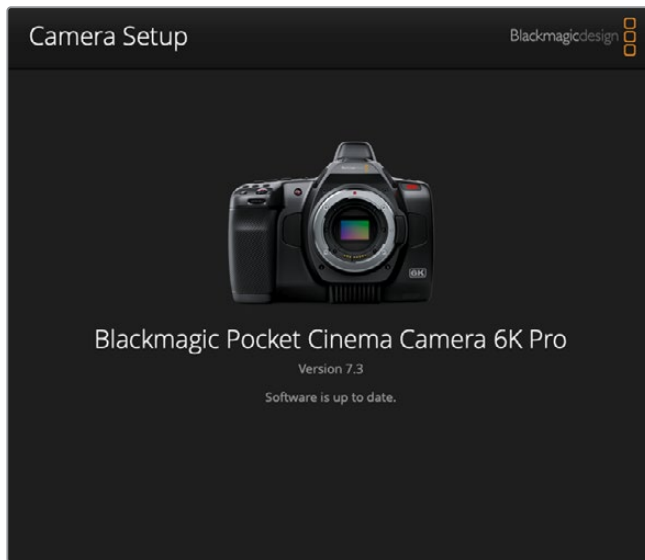 Camera Setup
Blackmagicdesign
6K
Blackmagic Pocket Cinema Camera 6K Pro
Version 7.3
Software is up to date.